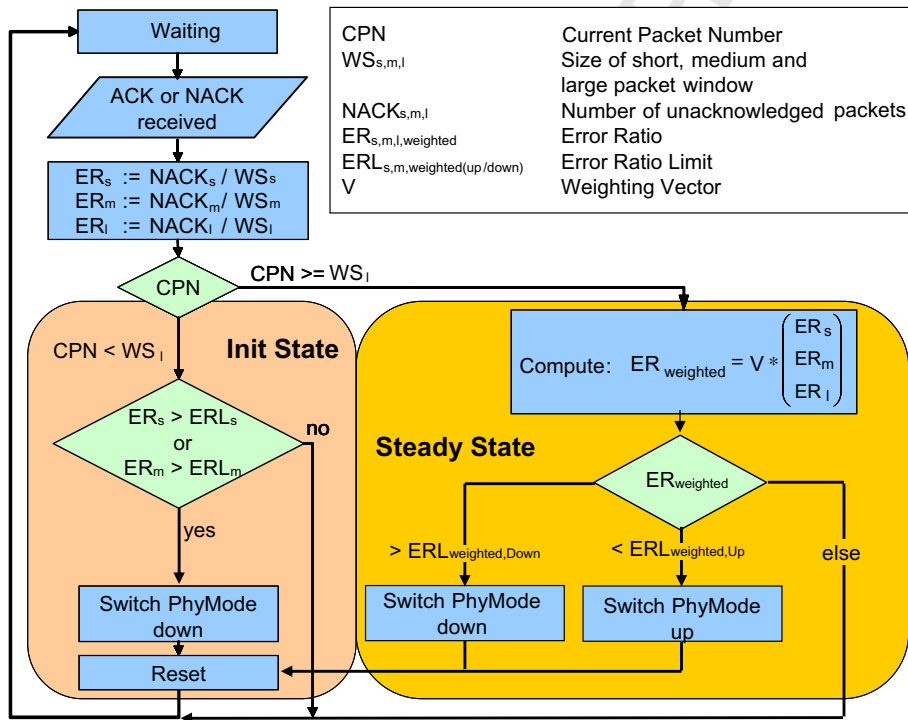 Waiting
ACK or NACK
received
ERs := NACKs / WSs
ERm := NACKm / WSm
ERl := NACKl / WSl
CPN
CPN >= WSl
CPN < WSl
Init State
ERs > ERLs
or
ERm > ERLm
no
yes
Switch PhyMode
down
Reset
CPN Current Packet Number
WSs,m,l Size of short, medium and
large packet window
NACKs,m,l Number of unacknowledged packets
ERs,m,l,weighted Error Ratio
ERLs,m,weighted(up/down) Error Ratio Limit
V Weighting Vector
Compute: ER weighted = V * (ERs
ERm
ERl)
Steady State
ERweighted
> ERLweighted,Down
< ERLweighted,Up
else
Switch PhyMode
down
Switch PhyMode
up